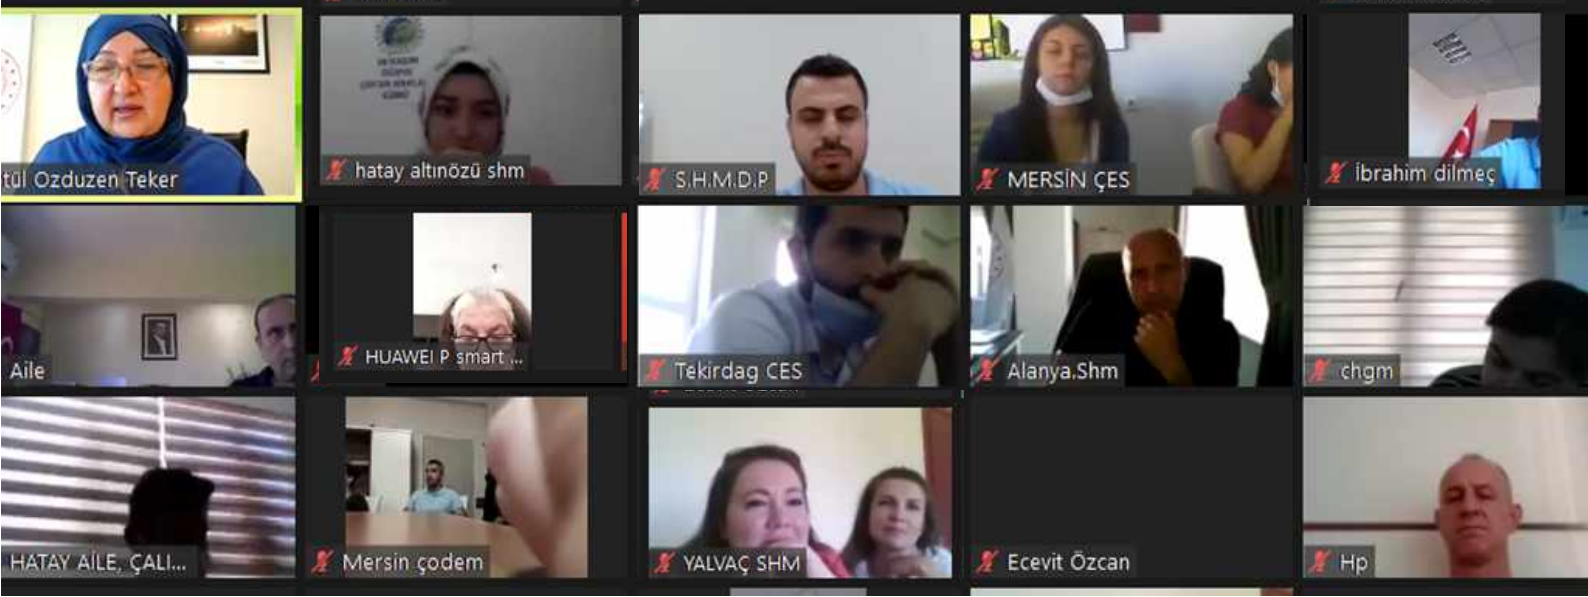 tül Ozduzen Teker
hatay altınözü shm
S.H.M.D.P
MERSİN ÇES
İbrahim dilmeç
Aile
HUAWEI P smart ...
Tekirdag CES
Alanya.Shm
chgm
HATAY AİLE, ÇALI...
Mersin çodem
YALVAÇ SHM
Ecevit Özcan
Hp